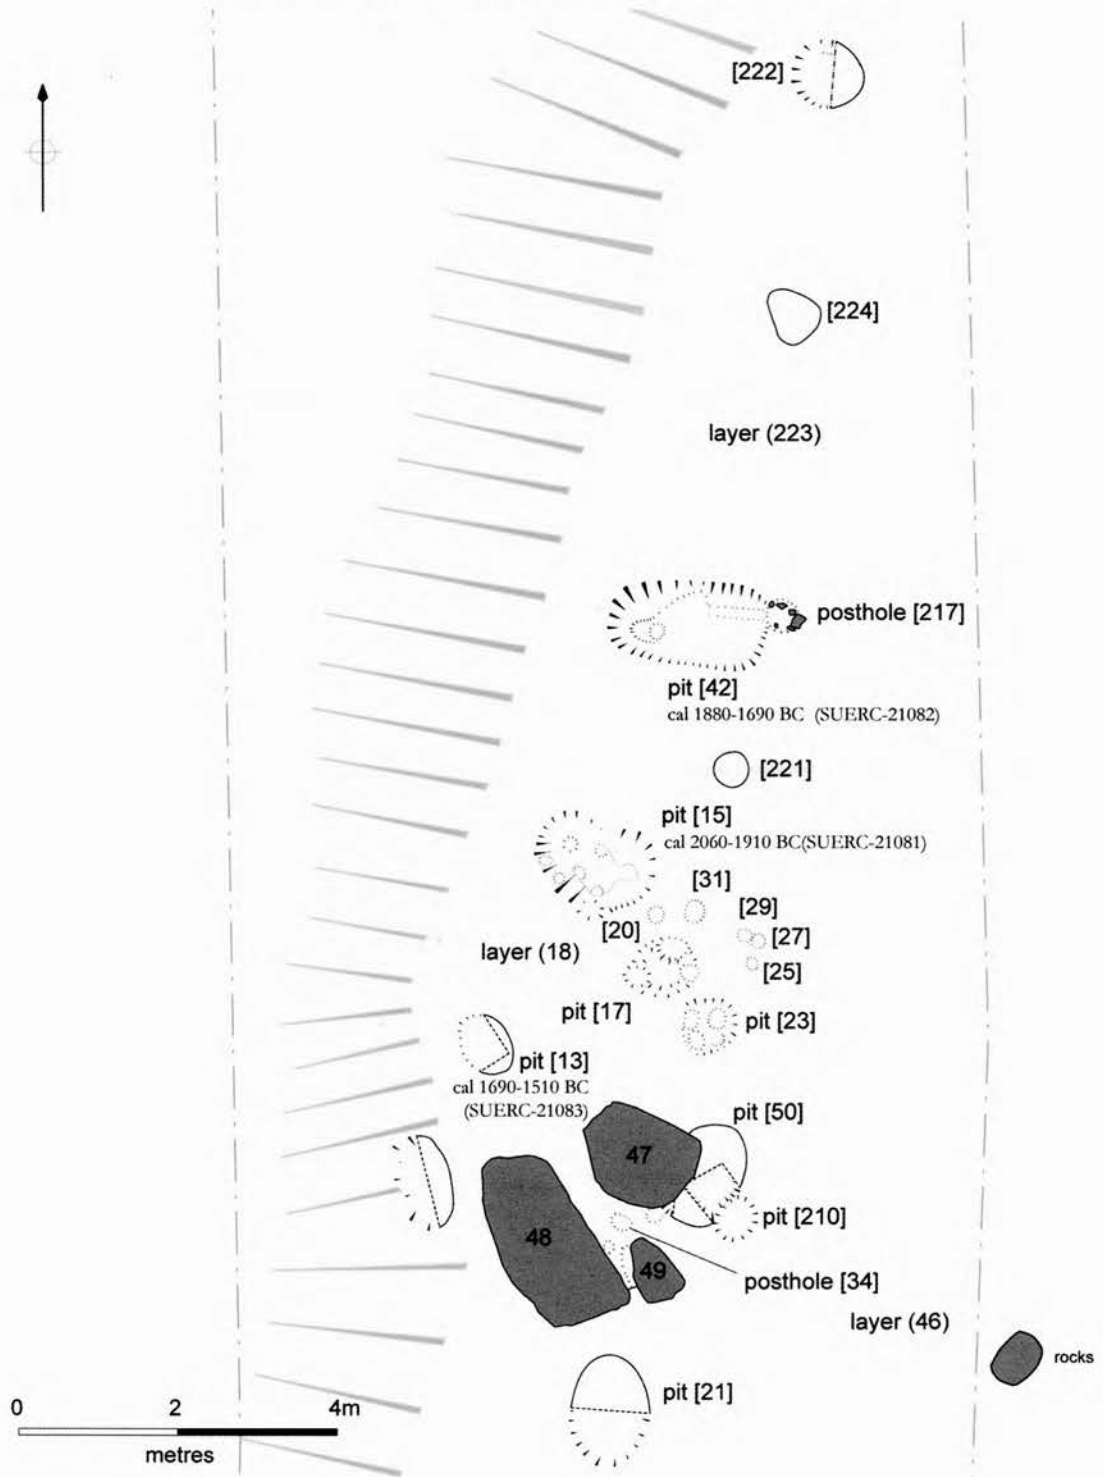 [222]
[224]
layer (223)
posthole [217]
pit [42]
cal 1880-1690 BC (SUERC-21082)
[221]
pit [15]
cal 2060-1910 BC(SUERC-21081)
[31]
[29]
[20]
[27]
layer (18)
[25]
pit [17]
pit [23]
pit [13]
cal 1690-1510 BC
(SUERC-21083)
pit [50]
47
pit [210]
48
49
posthole [34]
layer (46)
rocks
pit [21]
0 2 4m
metres